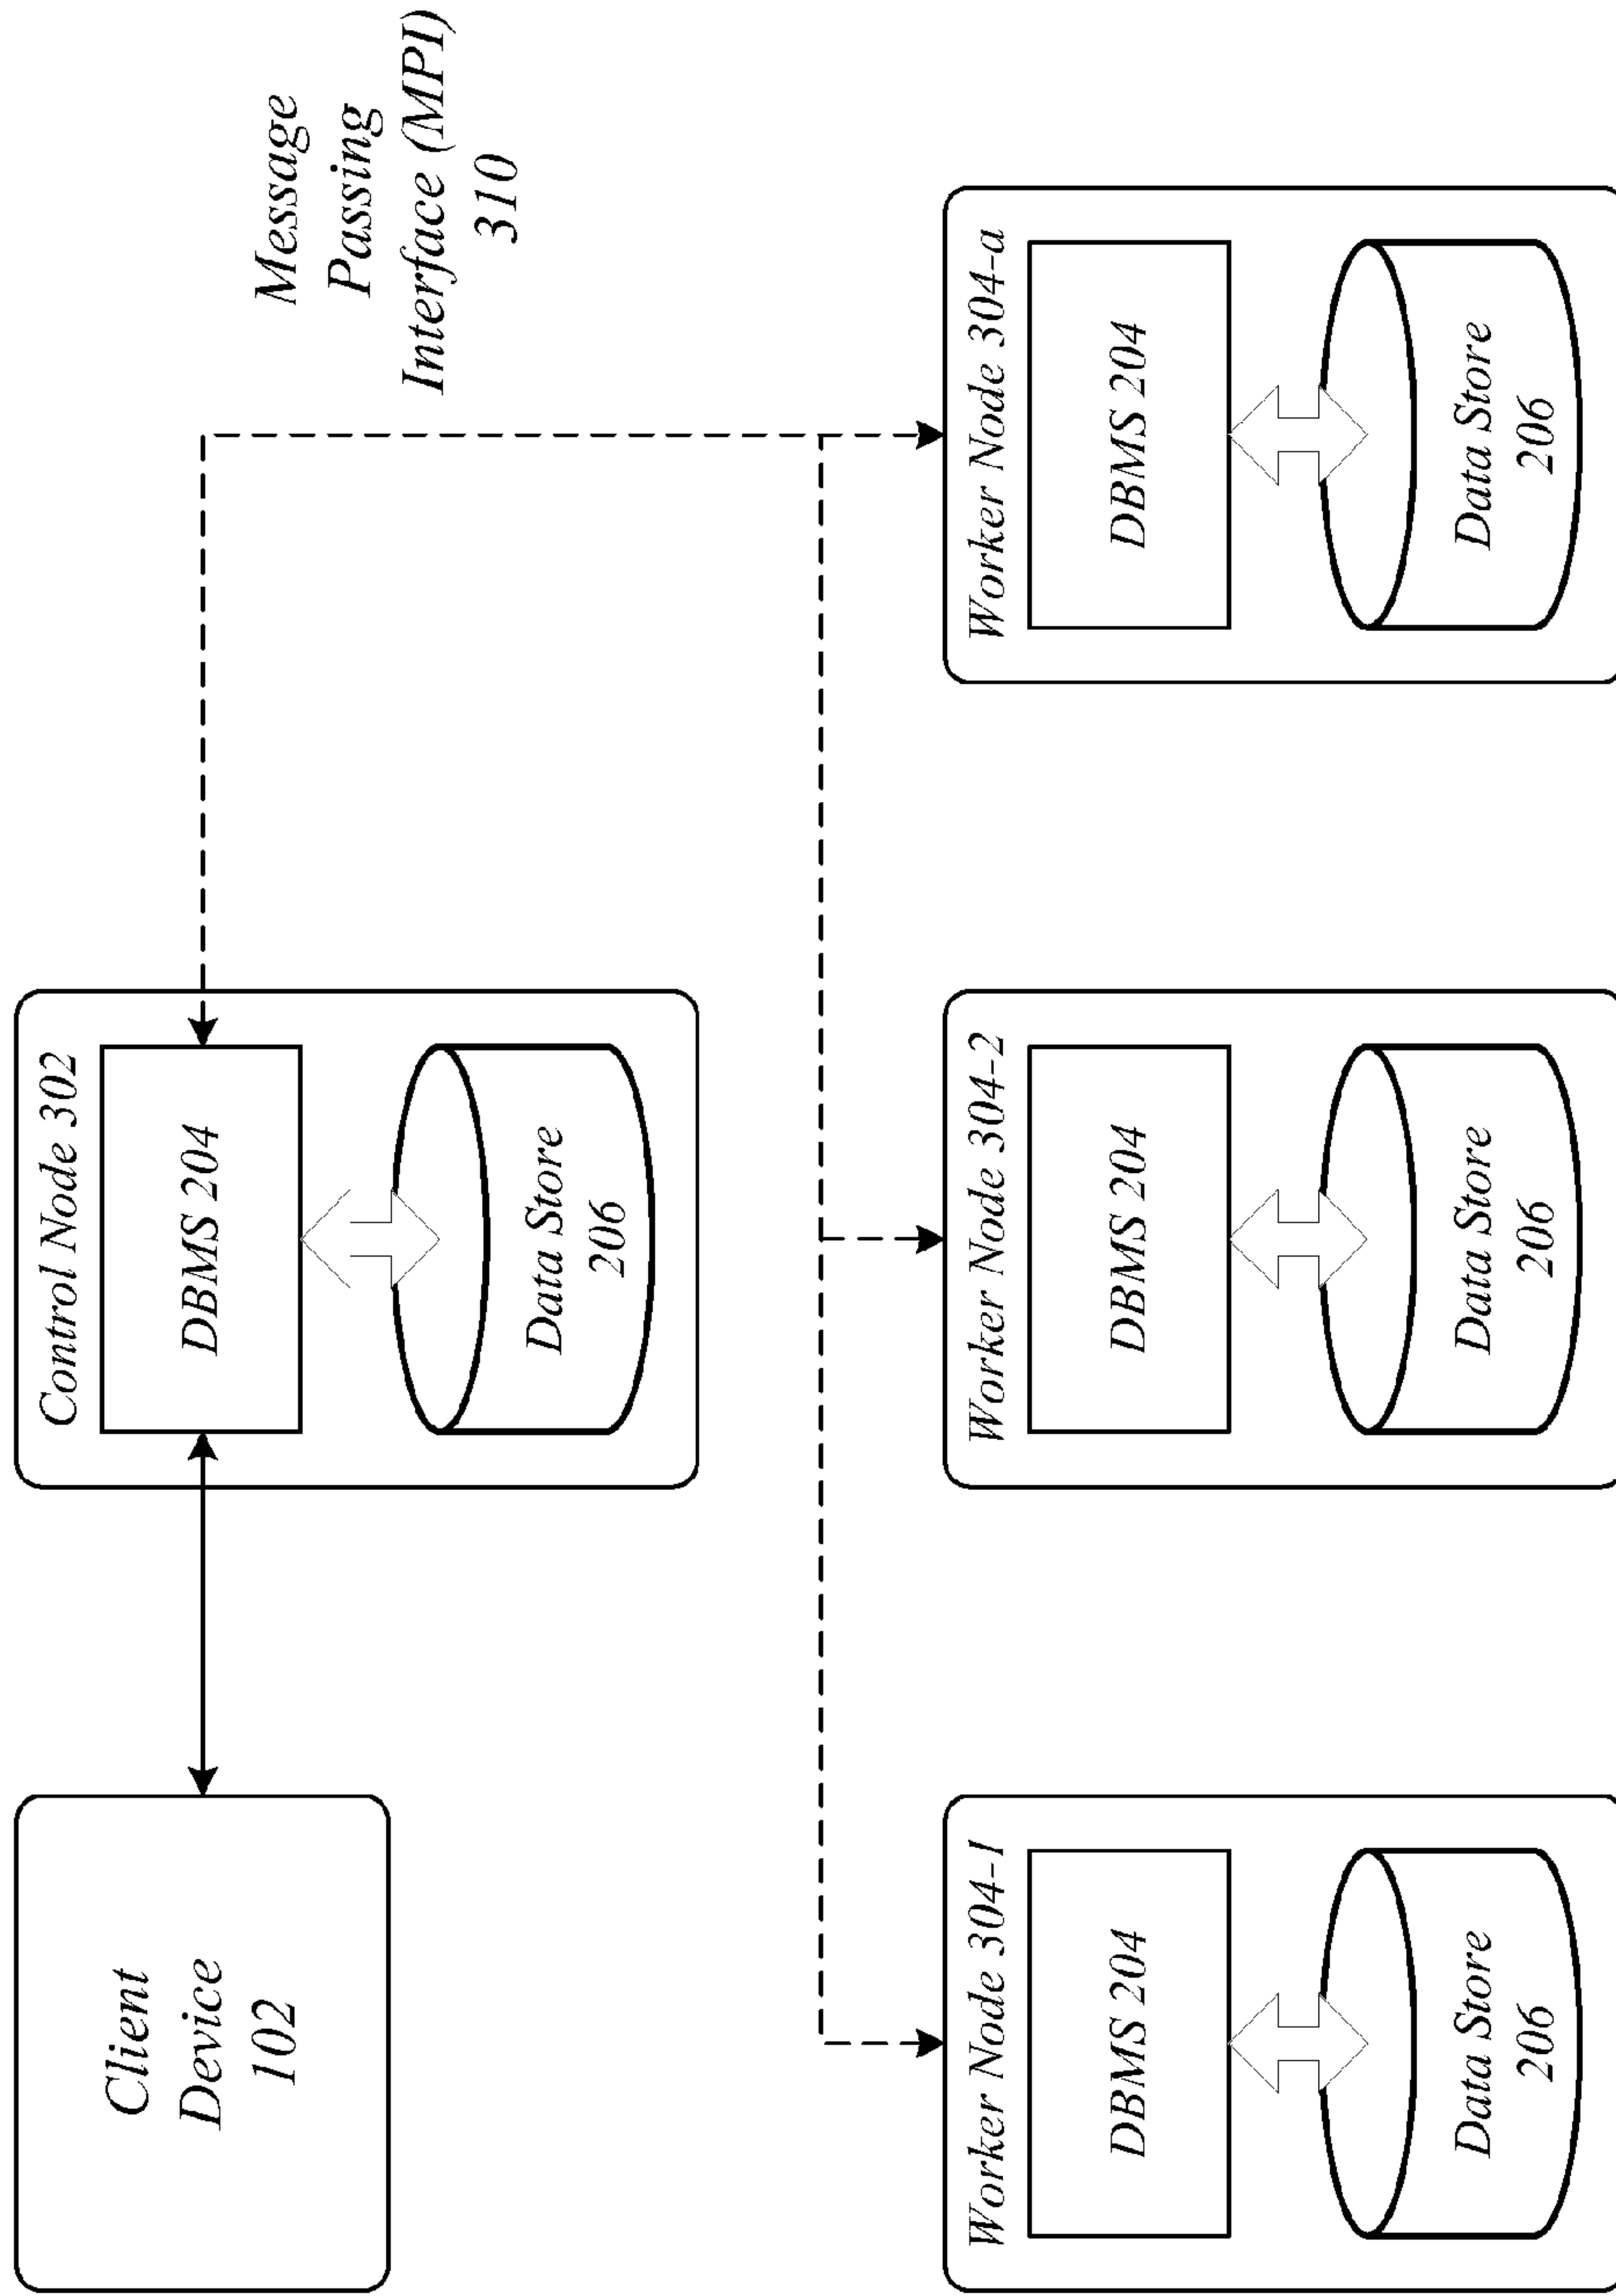 Client
Device
102
Control Node 302
DBMS 204
Data Store
206
Message
Passing
Interface (MPI)
310
Worker Node 304-1
DBMS 204
Data Store
206
Worker Node 304-2
DBMS 204
Data Store
206
Worker Node 304-a
DBMS 204
Data Store
206